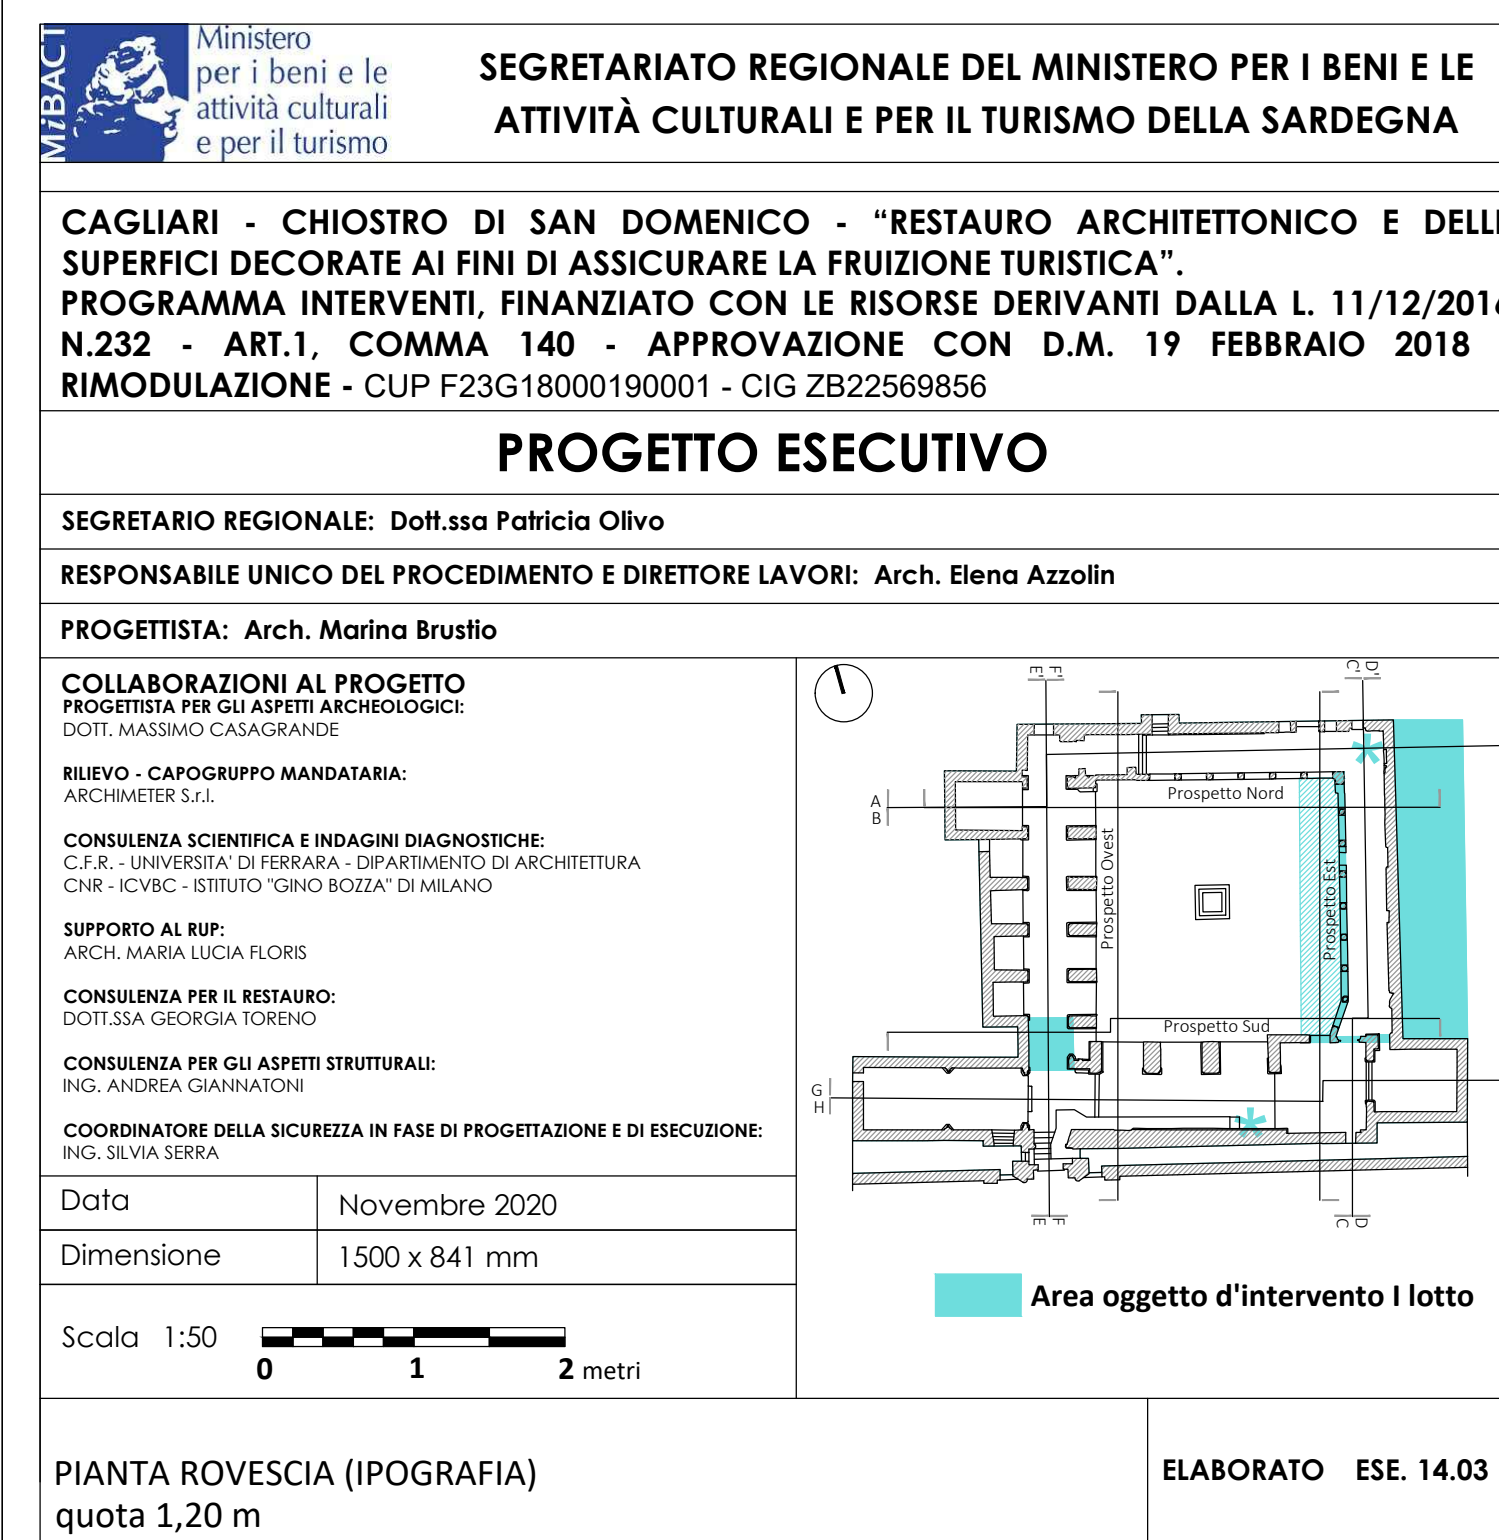 MiBACT
Ministero
per i beni e le
attività culturali
e per il turismo
SEGRETARIATO REGIONALE DEL MINISTERO PER I BENI E LE
ATTIVITÀ CULTURALI E PER IL TURISMO DELLA SARDEGNA
CAGLIARI - CHIOSTRO DI SAN DOMENICO - “RESTAURO ARCHITETTONICO E DELLE
SUPERFICI DECORATE AI FINI DI ASSICURARE LA FRUIZIONE TURISTICA”.
PROGRAMMA INTERVENTI, FINANZIATO CON LE RISORSE DERIVANTI DALLA L. 11/12/2016
N.232 - ART.1, COMMA 140 - APPROVAZIONE CON D.M. 19 FEBBRAIO 2018
RIMODULAZIONE - CUP F23G18000190001 - CIG ZB22569856
PROGETTO ESECUTIVO
SEGRETARIO REGIONALE: Dott.ssa Patricia Olivo
RESPONSABILE UNICO DEL PROCEDIMENTO E DIRETTORE LAVORI: Arch. Elena Azzolin
PROGETTISTA: Arch. Marina Brustio
COLLABORAZIONI AL PROGETTO
PROGETTISTA PER GLI ASPETTI ARCHEOLOGICI:
DOTT. MASSIMO CASAGRANDE
RILIEVO - CAPOGRUPPO MANDATARIA:
ARCHIMETER S.r.l.
CONSULENZA SCIENTIFICA E INDAGINI DIAGNOSTICHE:
C.F.R. - UNIVERSITA' DI FERRARA - DIPARTIMENTO DI ARCHITETTURA
CNR - ICVBC - ISTITUTO "GINO BOZZA" DI MILANO
SUPPORTO AL RUP:
ARCH. MARIA LUCIA FLORIS
CONSULENZA PER IL RESTAURO:
DOTT.SSA GEORGIA TORENO
CONSULENZA PER GLI ASPETTI STRUTTURALI:
ING. ANDREA GIANNATONI
COORDINATORE DELLA SICUREZZA IN FASE DI PROGETTAZIONE E DI ESECUZIONE:
ING. SILVIA SERRA
E' F'
C' D'
A
B
Prospetto Nord
Prospetto Ovest
Prospetto Est
Prospetto Sud
G
H
E F
C D
Area oggetto d'intervento I lotto
Data
Novembre 2020
Dimensione
1500 x 841 mm
Scala 1:50
0 1 2 metri
PIANTA ROVESCIA (IPOGRAFIA)
quota 1,20 m
ELABORATO ESE. 14.03